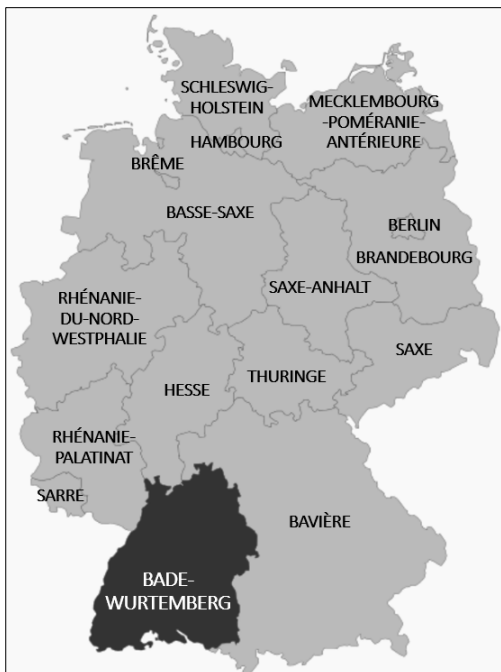 SCHLESWIG-
HOLSTEIN
MECKLEMBOURG
-POMÉRANIE-
ANTÉRIEURE
HAMBOURG
BRÊME
BASSE-SAXE
BERLIN
BRANDEBOURG
SAXE-ANHALT
RHÉNANIE-
DU-NORD-
WESTPHALIE
SAXE
THURINGE
HESSE
RHÉNANIE-
PALATINAT
SARRE
BAVIÈRE
BADE-
WURTEMBERG